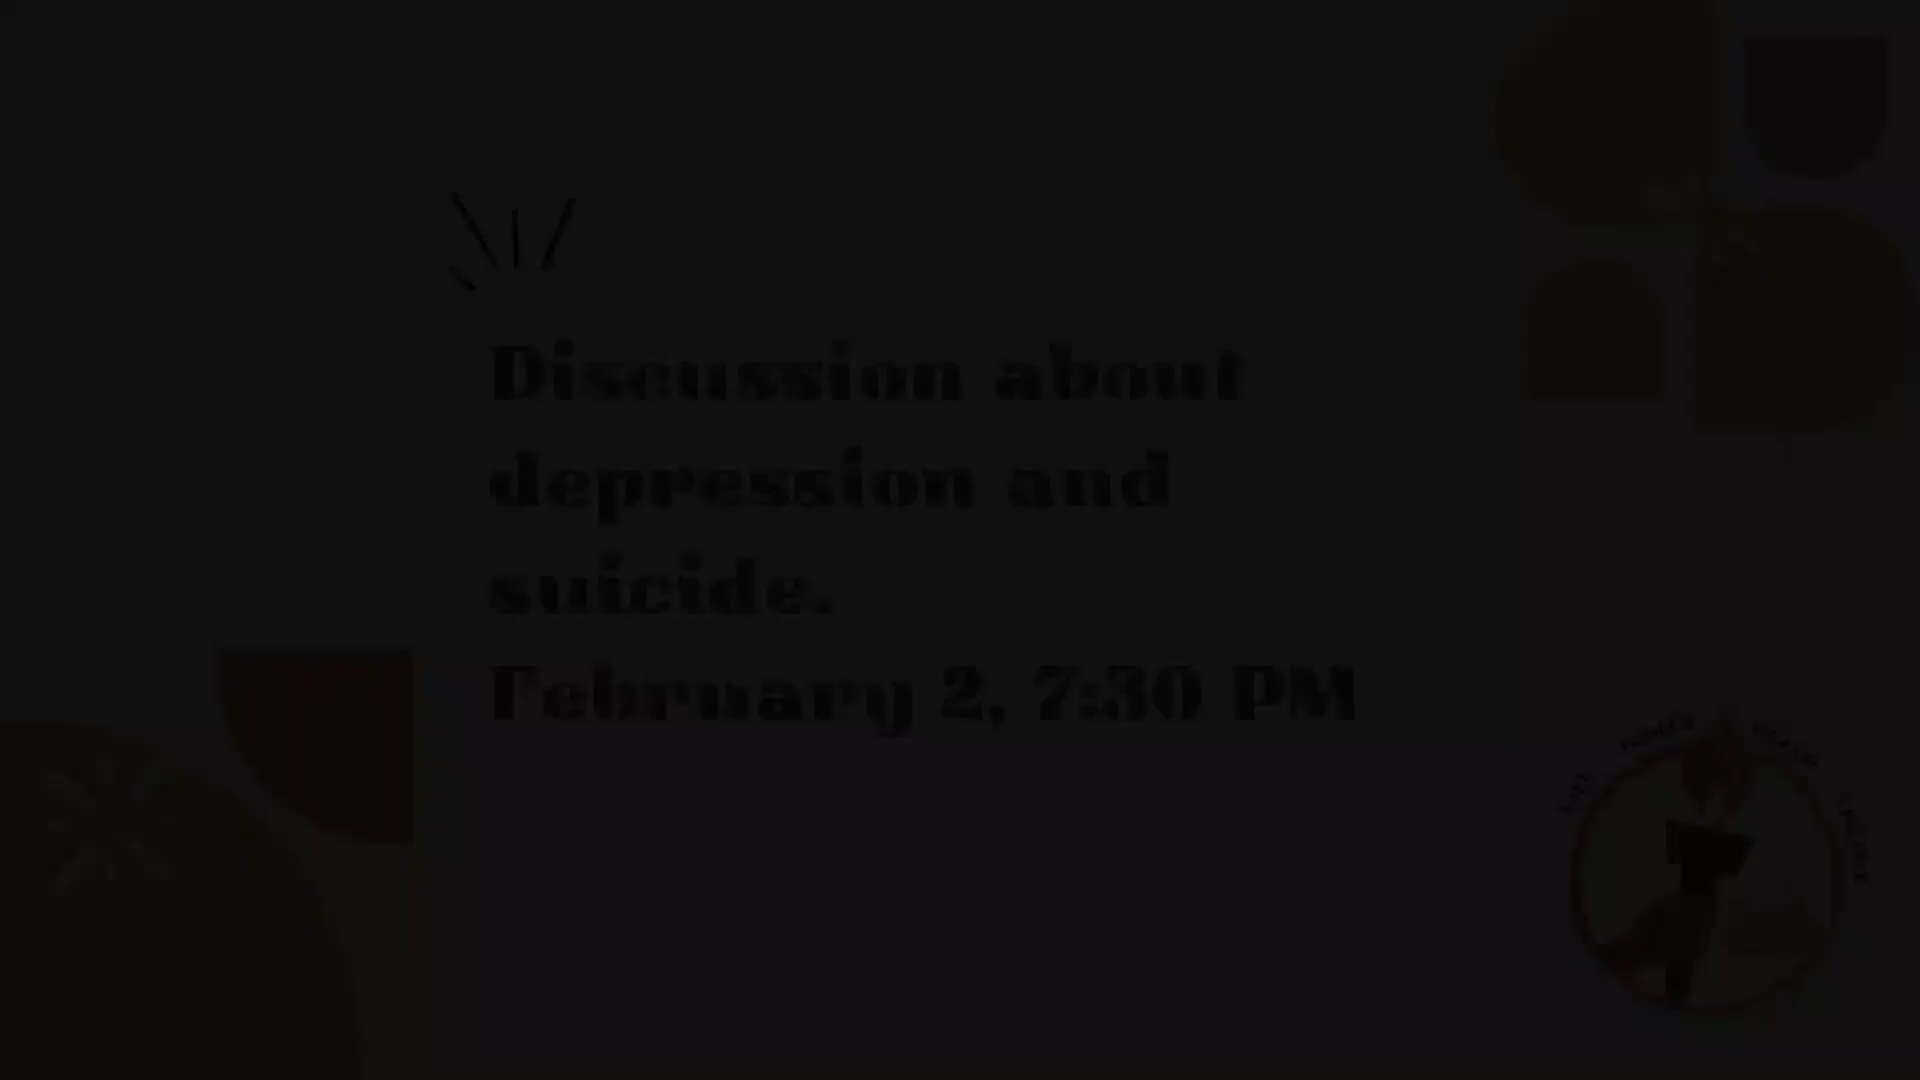 Discussion about
depression and
suicide.
February 2, 7:30 PM